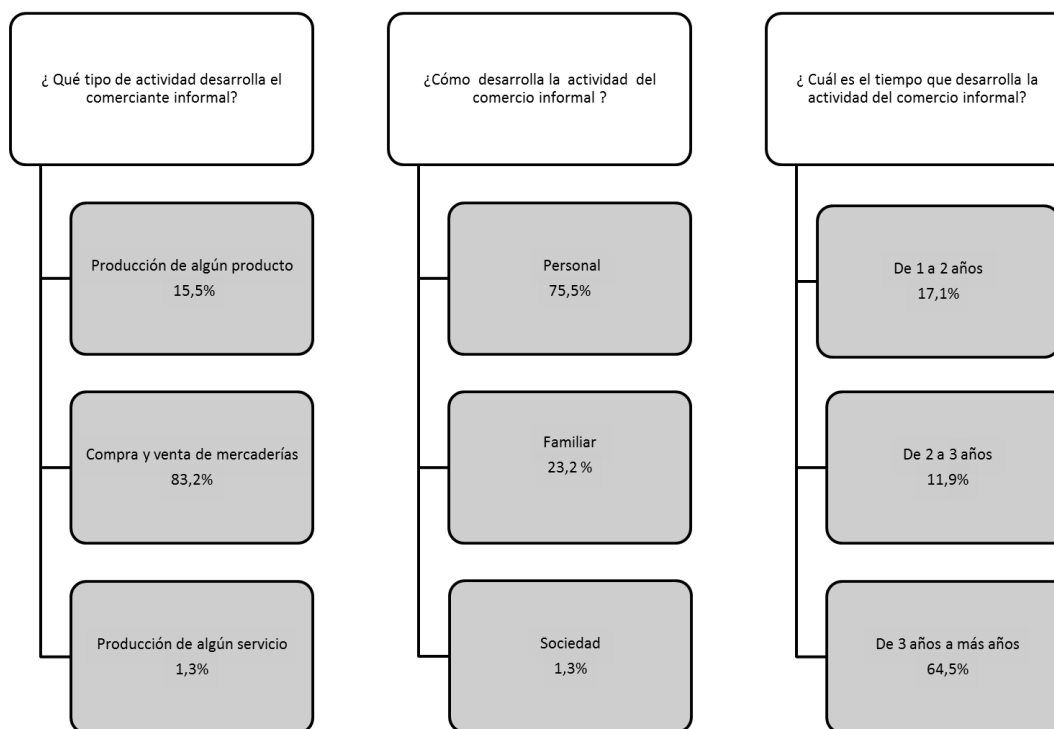 ¿ Qué tipo de actividad desarrolla el
comerciante informal?
Producción de algún producto
15,5%
Compra y venta de mercaderías
83,2%
Producción de algún servicio
1,3%
¿Cómo desarrolla la actividad del
comercio informal ?
Personal
75,5%
Familiar
23,2 %
Sociedad
1,3%
¿ Cuál es el tiempo que desarrolla la
actividad del comercio informal?
De 1 a 2 años
17,1%
De 2 a 3 años
11,9%
De 3 años a más años
64,5%